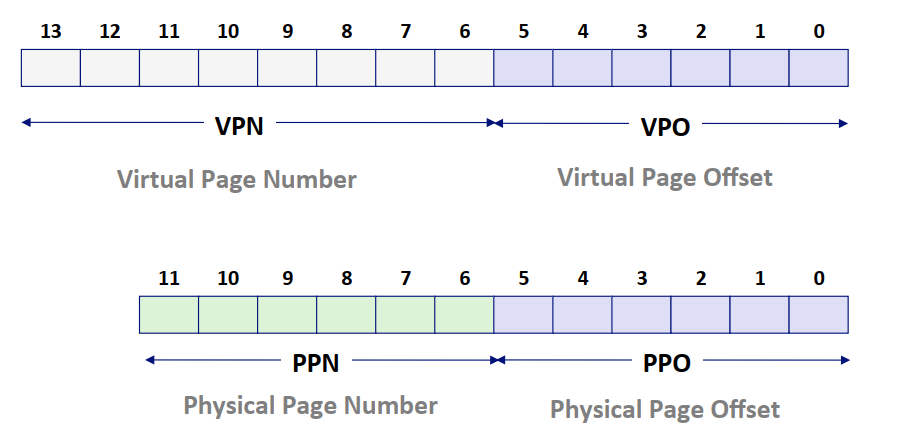 13 12 11 10 9 8 7 6 5 4 3 2 1 0
VPN VPO
Virtual Page Number Virtual Page Offset
11 10 9 8 7 6 5 4 3 2 1 0
PPN PPO
Physical Page Number Physical Page Offset